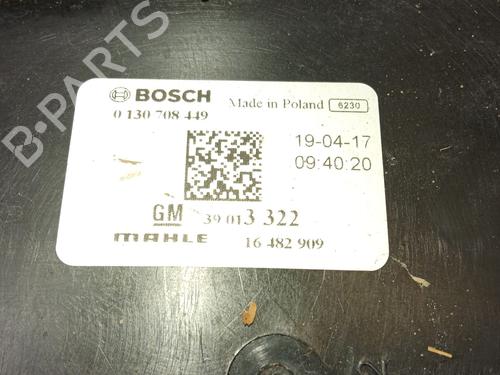 B-PARTS
BOSCH Made in Poland 6230
0 130 708 449
19-04-17
09:40:20
GM 39 013 322
MAHLE 16 482 909